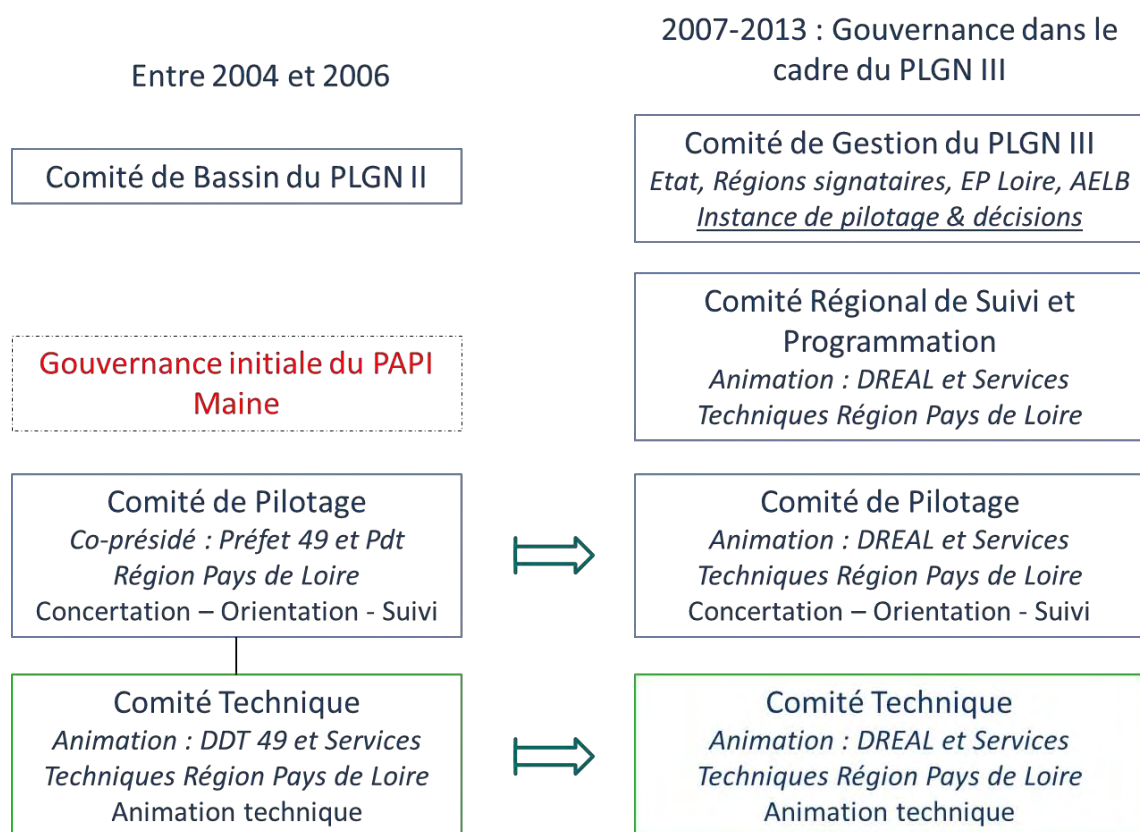 Entre 2004 et 2006
Comité de Bassin du PLGN II
Gouvernance initiale du PAPI
Maine
Comité de Pilotage
Co-présidé : Préfet 49 et Pdt
Région Pays de Loire
Concertation – Orientation - Suivi
Comité Technique
Animation : DDT 49 et Services
Techniques Région Pays de Loire
Animation technique
2007-2013 : Gouvernance dans le
cadre du PLGN III
Comité de Gestion du PLGN III
Etat, Régions signataires, EP Loire, AELB
Instance de pilotage & décisions
Comité Régional de Suivi et
Programmation
Animation : DREAL et Services
Techniques Région Pays de Loire
Comité de Pilotage
Animation : DREAL et Services
Techniques Région Pays de Loire
Concertation – Orientation - Suivi
Comité Technique
Animation : DREAL et Services
Techniques Région Pays de Loire
Animation technique